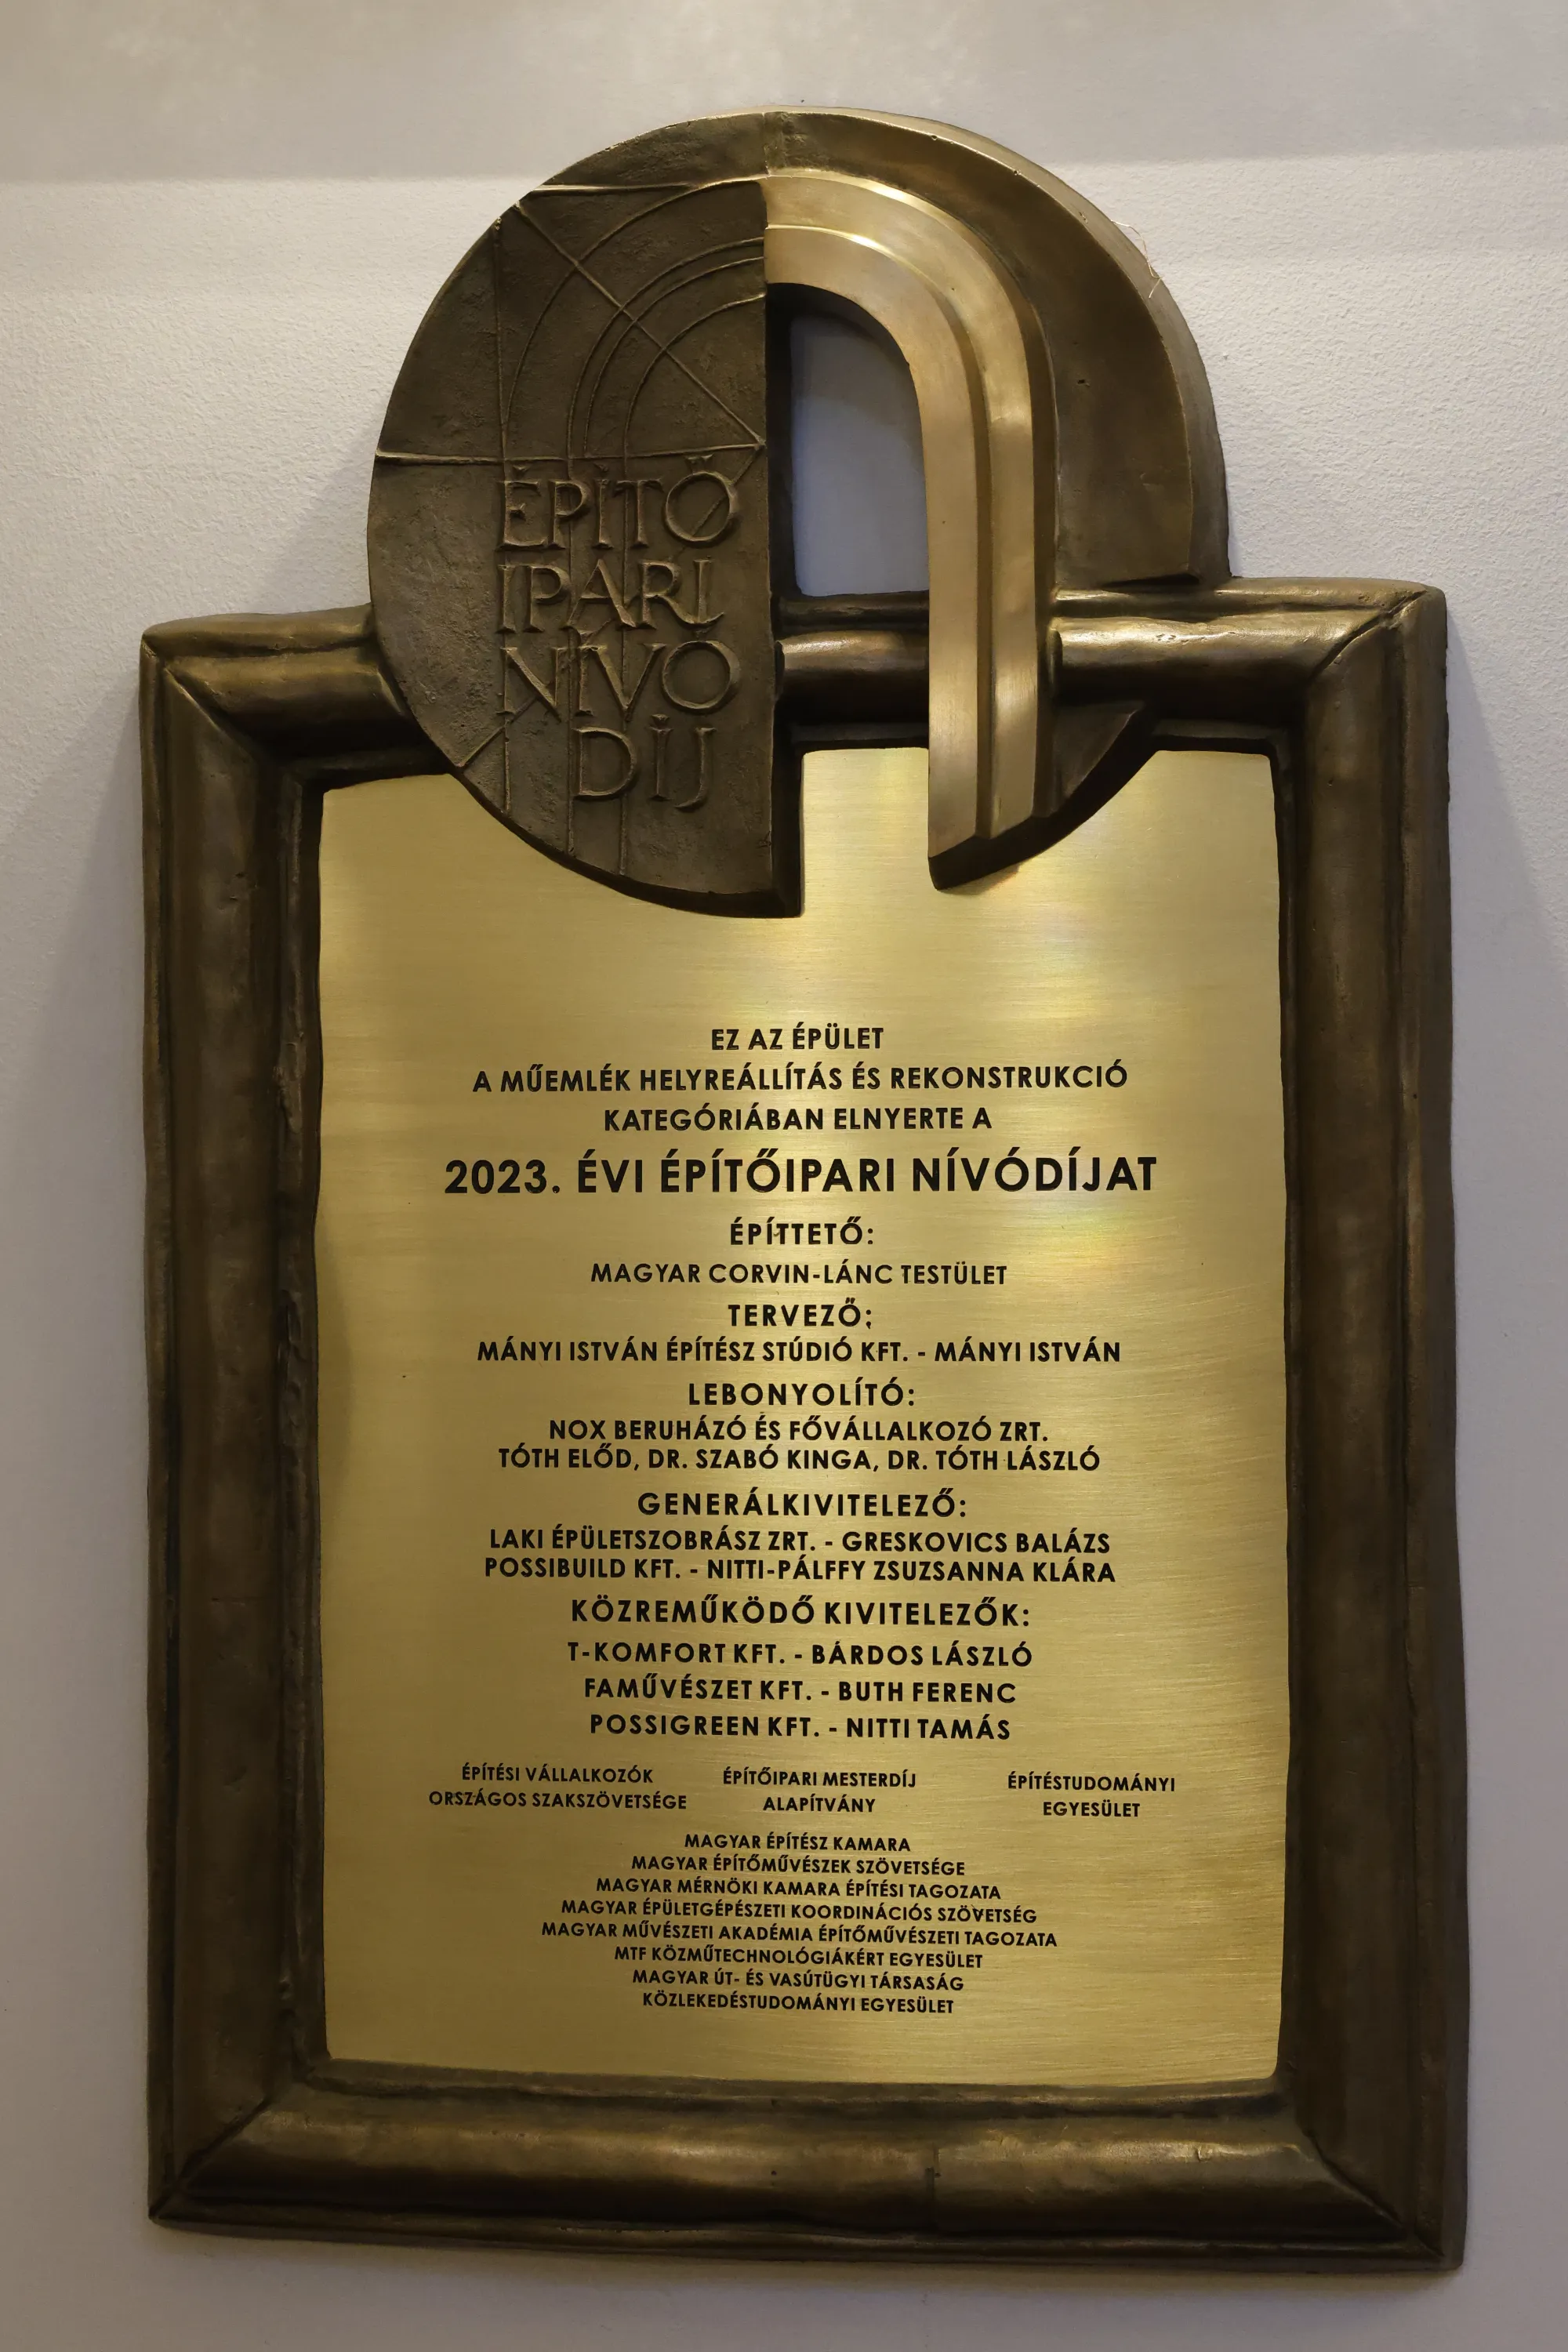 ÉPÍTŐ
IPARI
NÍVÓ
DÍJ
EZ AZ ÉPÜLET
A MŰEMLÉK HELYREÁLLÍTÁS ÉS REKONSTRUKCIÓ
KATEGÓRIÁBAN ELNYERTE A
2023. ÉVI ÉPÍTŐIPARI NÍVÓDÍJAT
ÉPÍTTETŐ:
MAGYAR CORVIN-LÁNC TESTÜLET
TERVEZŐ:
MÁNYI ISTVÁN ÉPÍTÉSZ STÚDIÓ KFT. - MÁNYI ISTVÁN
LEBONYOLÍTÓ:
NOX BERUHÁZÓ ÉS FŐVÁLLALKOZÓ ZRT.
TÓTH ELŐD, DR. SZABÓ KINGA, DR. TÓTH LÁSZLÓ
GENERÁLKIVITELEZŐ:
LAKI ÉPÜLETSZOBRÁSZ ZRT. - GRESKOVICS BALÁZS
POSSIBUILD KFT. - NITTI-PÁLFFY ZSUZSANNA KLÁRA
KÖZREMŰKÖDŐ KIVITELEZŐK:
T-KOMFORT KFT. - BÁRDOS LÁSZLÓ
FAMŰVÉSZET KFT. - BUTH FERENC
POSSIGREEN KFT. - NITTI TAMÁS
ÉPÍTÉSI VÁLLALKOZÓK
ORSZÁGOS SZAKSZÖVETSÉGE
ÉPÍTŐIPARI MESTERDÍJ
ALAPÍTVÁNY
ÉPÍTÉSTUDOMÁNYI
EGYESÜLET
MAGYAR ÉPÍTÉSZ KAMARA
MAGYAR ÉPÍTŐMŰVÉSZEK SZÖVETSÉGE
MAGYAR MÉRNÖKI KAMARA ÉPÍTÉSI TAGOZATA
MAGYAR ÉPÜLETGÉPÉSZETI KOORDINÁCIÓS SZÖVETSÉG
MAGYAR MŰVÉSZETI AKADÉMIA ÉPÍTŐMŰVÉSZETI TAGOZATA
MTF KÖZMŰTECHNOLÓGIÁKÉRT EGYESÜLET
MAGYAR ÚT- ÉS VASÚTÜGYI TÁRSASÁG
KÖZLEKEDÉSTUDOMÁNYI EGYESÜLET